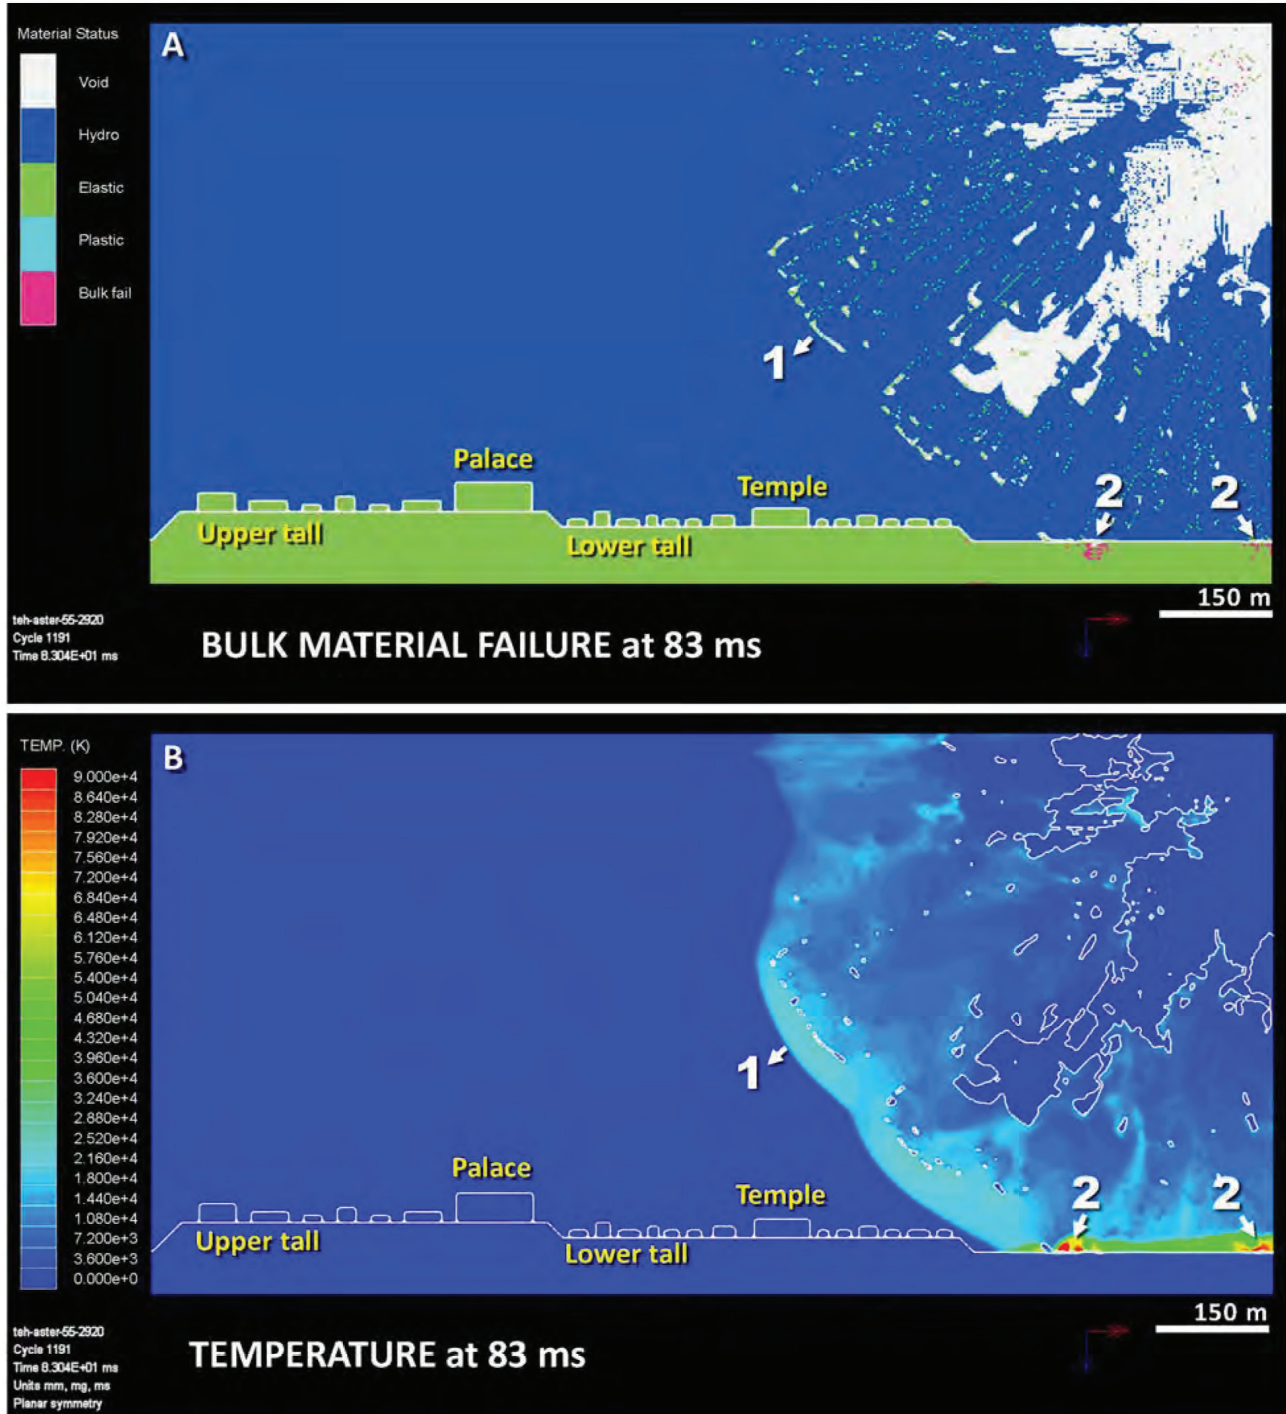 Material Status
Void
Hydro
Elastic
Plastic
Bulk fail
A
1
2 2
Palace
Temple
Upper tall
Lower tall
150 m
teh-aster-55-2920
Cycle 1191
Time 8.304E+01 ms
BULK MATERIAL FAILURE at 83 ms
TEMP. (K)
9.000e+4
8.640e+4
8.280e+4
7.920e+4
7.560e+4
7.200e+4
6.840e+4
6.480e+4
6.120e+4
5.760e+4
5.400e+4
5.040e+4
4.680e+4
4.320e+4
3.960e+4
3.600e+4
3.240e+4
2.880e+4
2.520e+4
2.160e+4
1.800e+4
1.440e+4
1.080e+4
7.200e+3
3.600e+3
0.000e+0
B
1
2 2
Palace
Temple
Upper tall
Lower tall
150 m
teh-aster-55-2920
Cycle 1191
Time 8.304E+01 ms
Units mm, mg, ms
Planar symmetry
TEMPERATURE at 83 ms